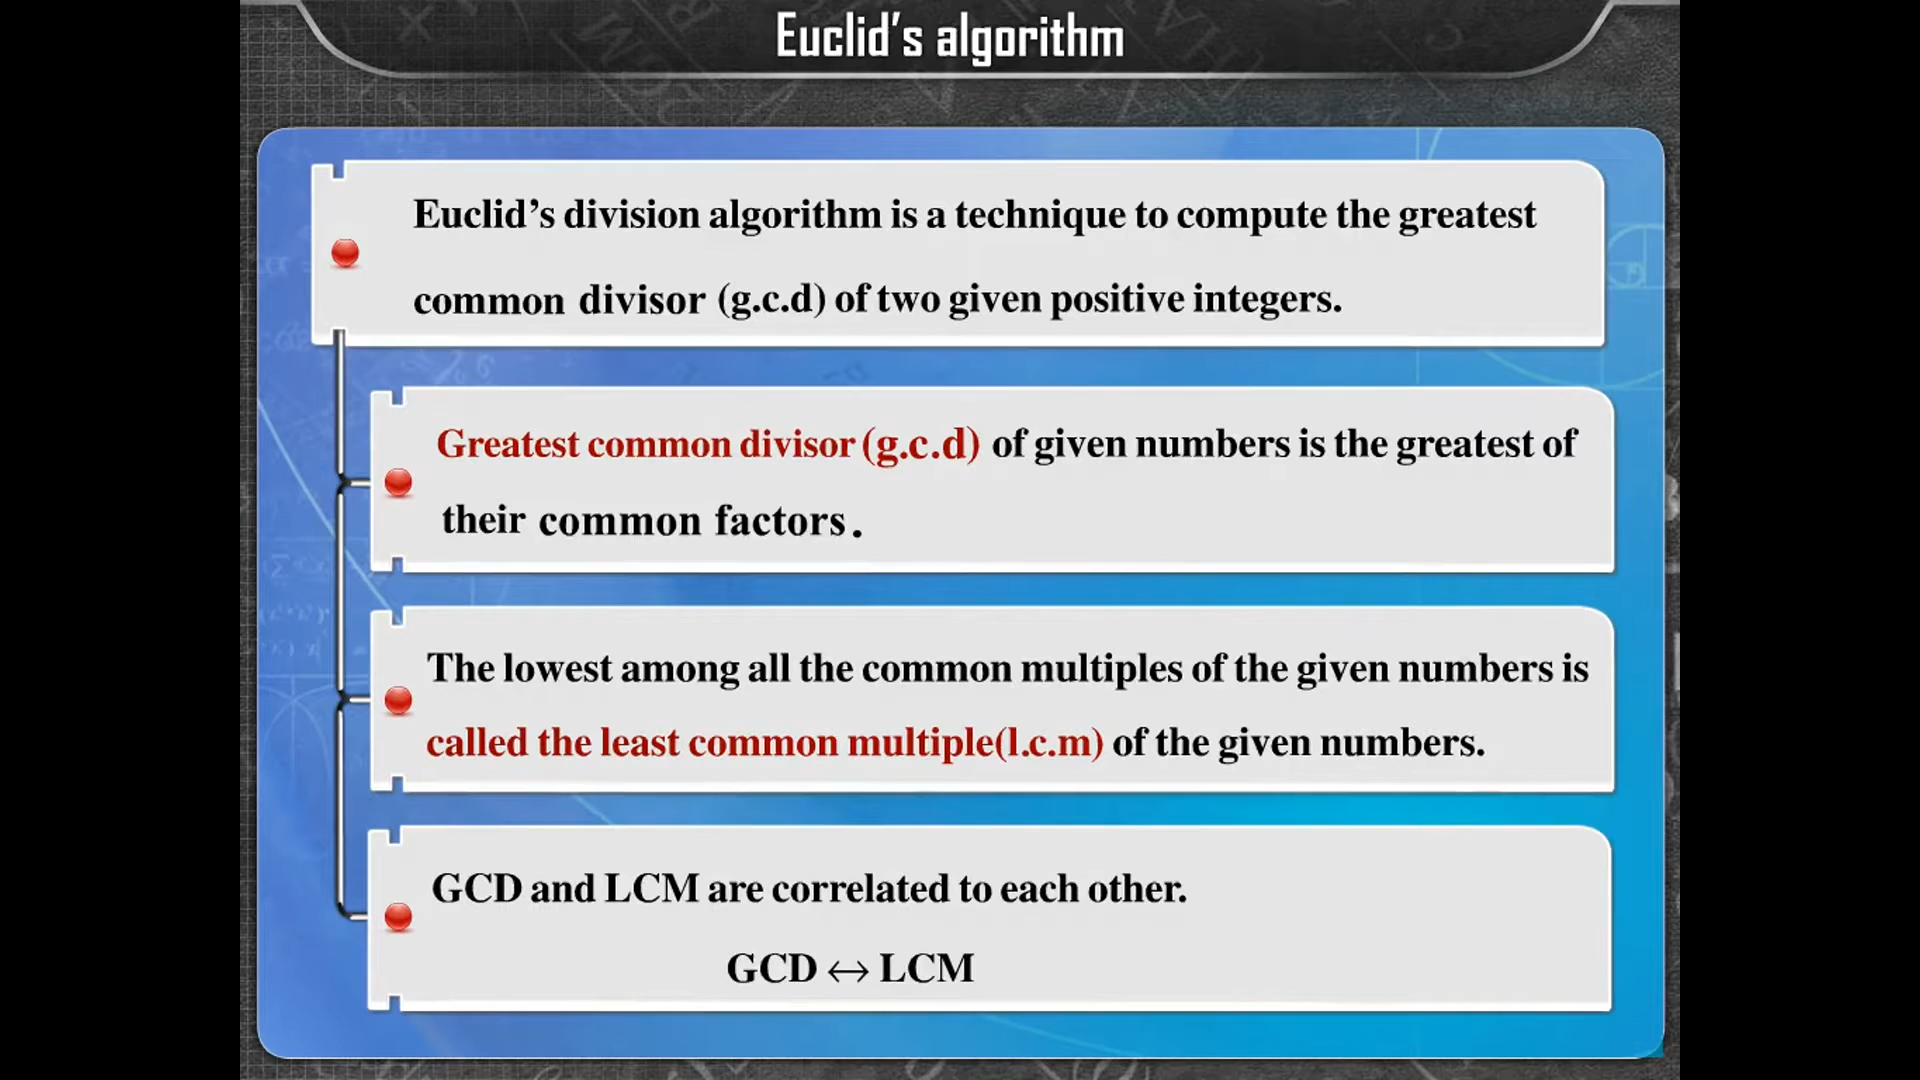 Euclid’s algorithm
Euclid’s division algorithm is a technique to compute the greatest
common divisor (g.c.d) of two given positive integers.
Greatest common divisor (g.c.d) of given numbers is the greatest of
their common factors.
The lowest among all the common multiples of the given numbers is
called the least common multiple(l.c.m) of the given numbers.
GCD and LCM are correlated to each other.
GCD ↔ LCM